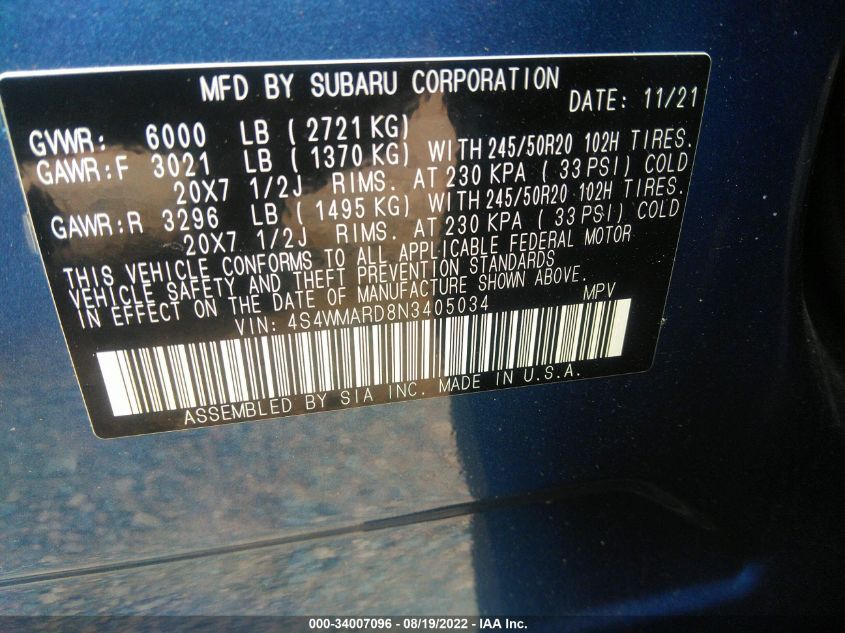 MFD BY SUBARU CORPORATION
DATE: 11/21
GVWR: 6000 LB (2721 KG)
GAWR:F 3021 LB (1370 KG) WITH 245/50R20 102H TIRES.
20X7 1/2J RIMS. AT 230 KPA (33 PSI) COLD
GAWR:R 3296 LB (1495 KG) WITH 245/50R20 102H TIRES.
20X7 1/2J RIMS. AT 230 KPA (33 PSI) COLD
THIS VEHICLE CONFORMS TO ALL APPLICABLE FEDERAL MOTOR
VEHICLE SAFETY AND THEFT PREVENTION STANDARDS
IN EFFECT ON THE DATE OF MANUFACTURE SHOWN ABOVE.
VIN: 4S4WMARD8N3405034 MPV
ASSEMBLED BY SIA INC. MADE IN U.S.A.
000-34007096 - 08/19/2022 - IAA Inc.